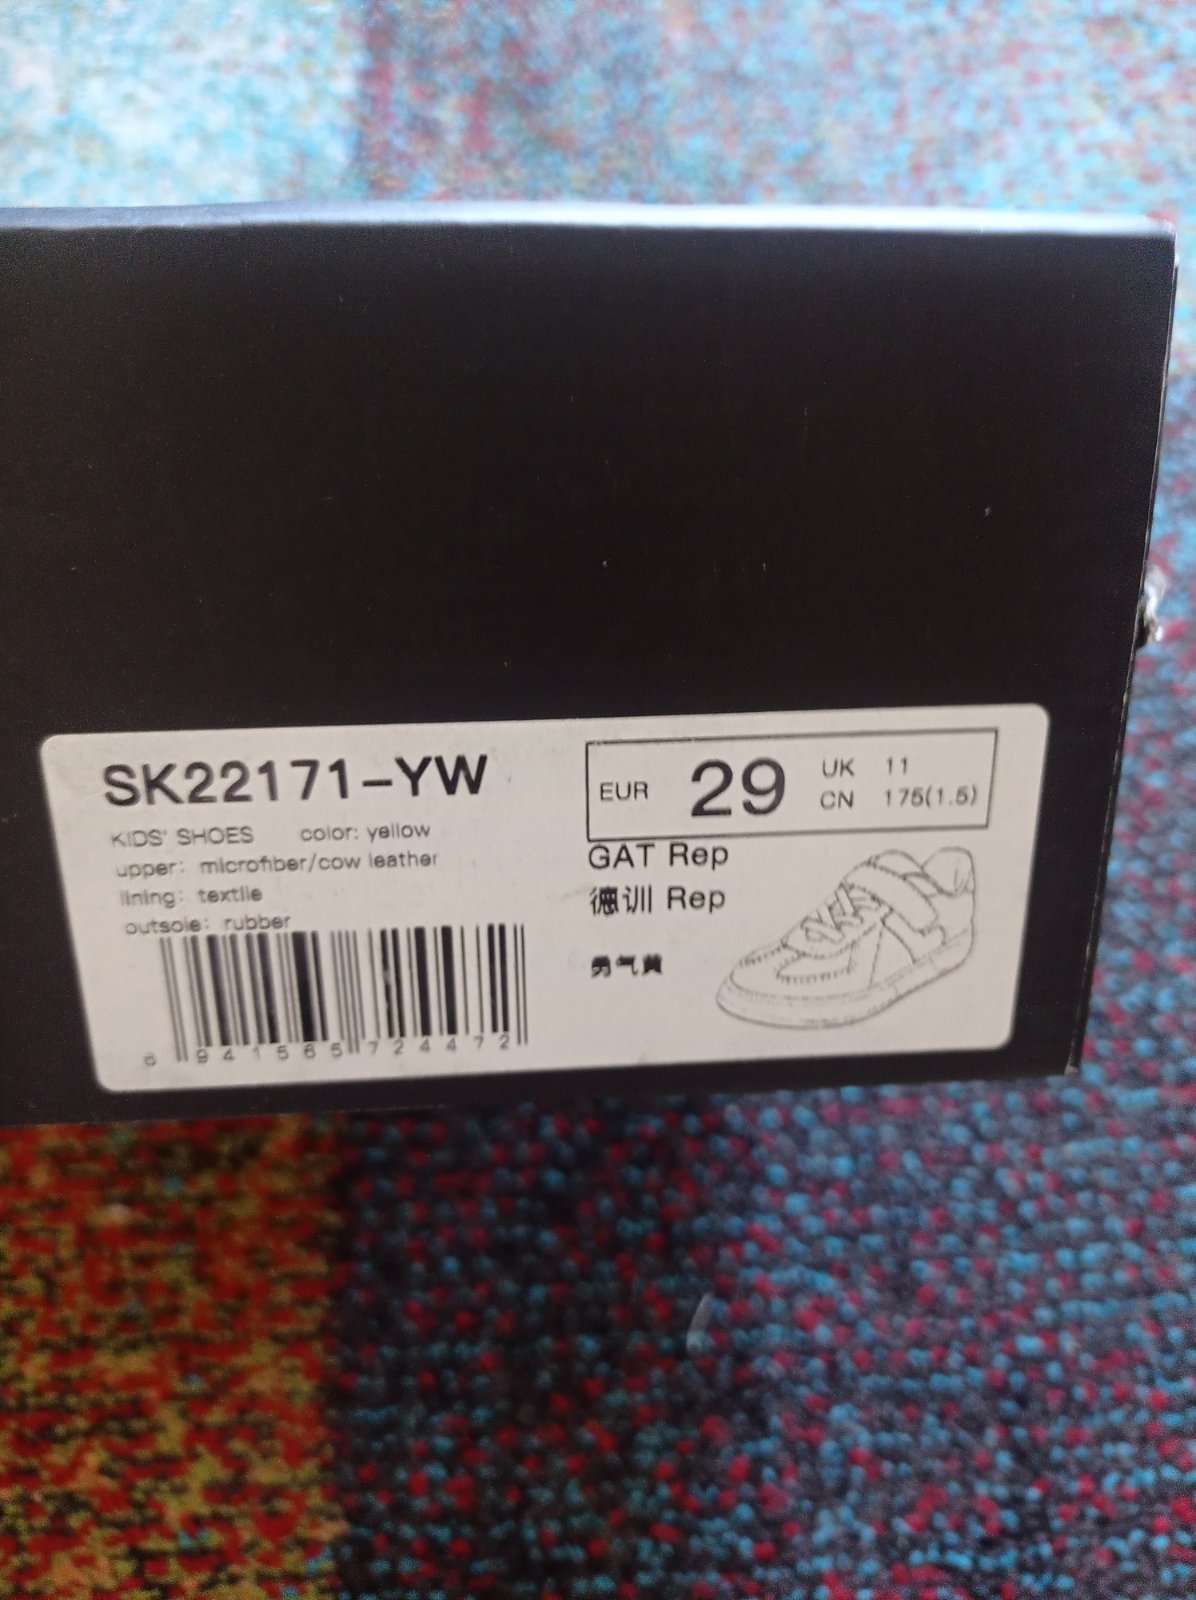 SK22171-YW
KIDS' SHOES color: yellow
upper: microfiber/cow leather
lining: textile
outsole: rubber
6 941565 724472
EUR 29 UK 11
CN 175(1.5)
GAT Rep
德训 Rep
勇气黄